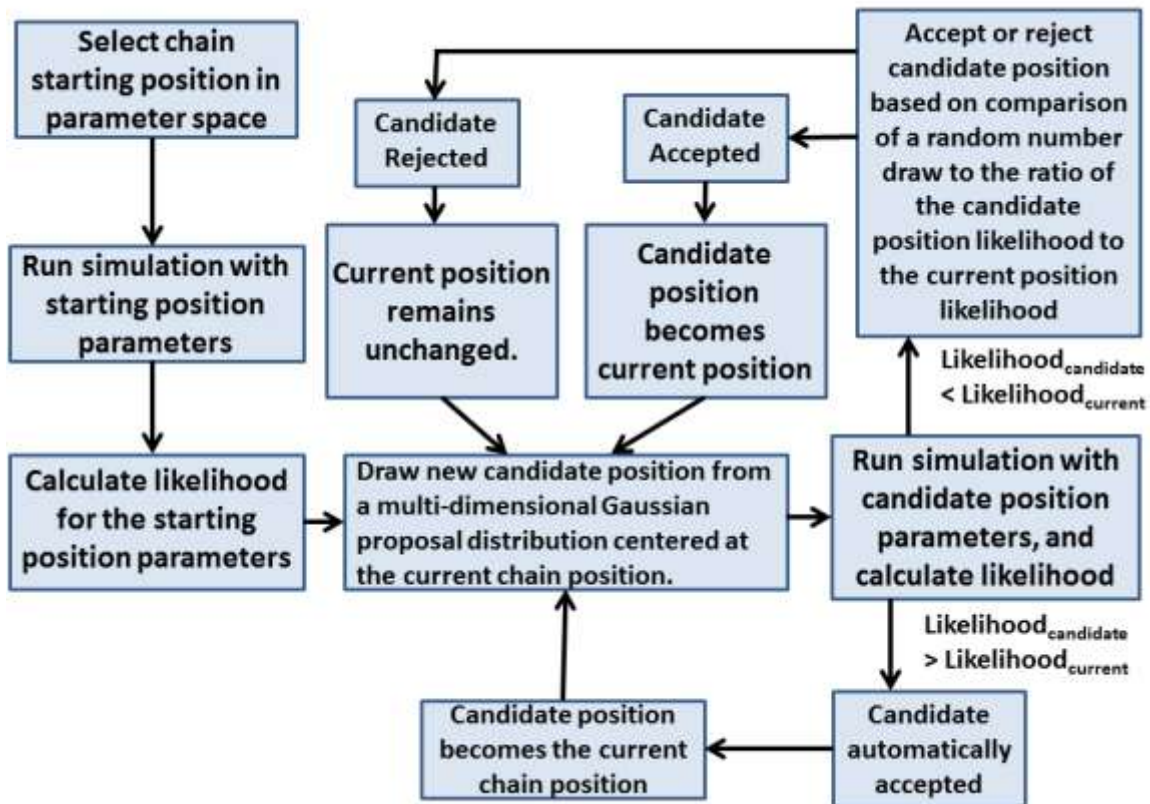 Select chain
starting position in
parameter space
Run simulation with
starting position
parameters
Calculate likelihood
for the starting
position parameters
Candidate
Rejected
Current position
remains
unchanged.
Candidate
Accepted
Candidate
position
becomes
current position
Draw new candidate position from
a multi-dimensional Gaussian
proposal distribution centered at
the current chain position.
Accept or reject
candidate position
based on comparison
of a random number
draw to the ratio of
the candidate
position likelihood to
the current position
likelihood
Likelihoodcandidate
< Likelihoodcurrent
Run simulation with
candidate position
parameters, and
calculate likelihood
Likelihoodcandidate
> Likelihoodcurrent
Candidate
automatically
accepted
Candidate position
becomes the current
chain position